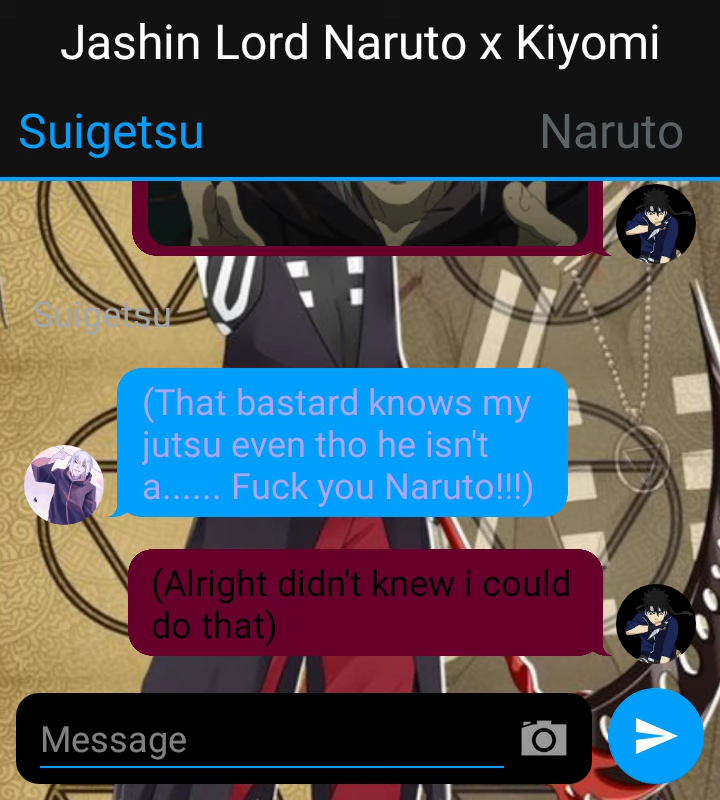 Jashin Lord Naruto x Kiyomi
Suigetsu
Naruto
Suigetsu
(That bastard knows my
jutsu even tho he isn't
a...... Fuck you Naruto!!!)
(Alright didn't knew i could
do that)
Message